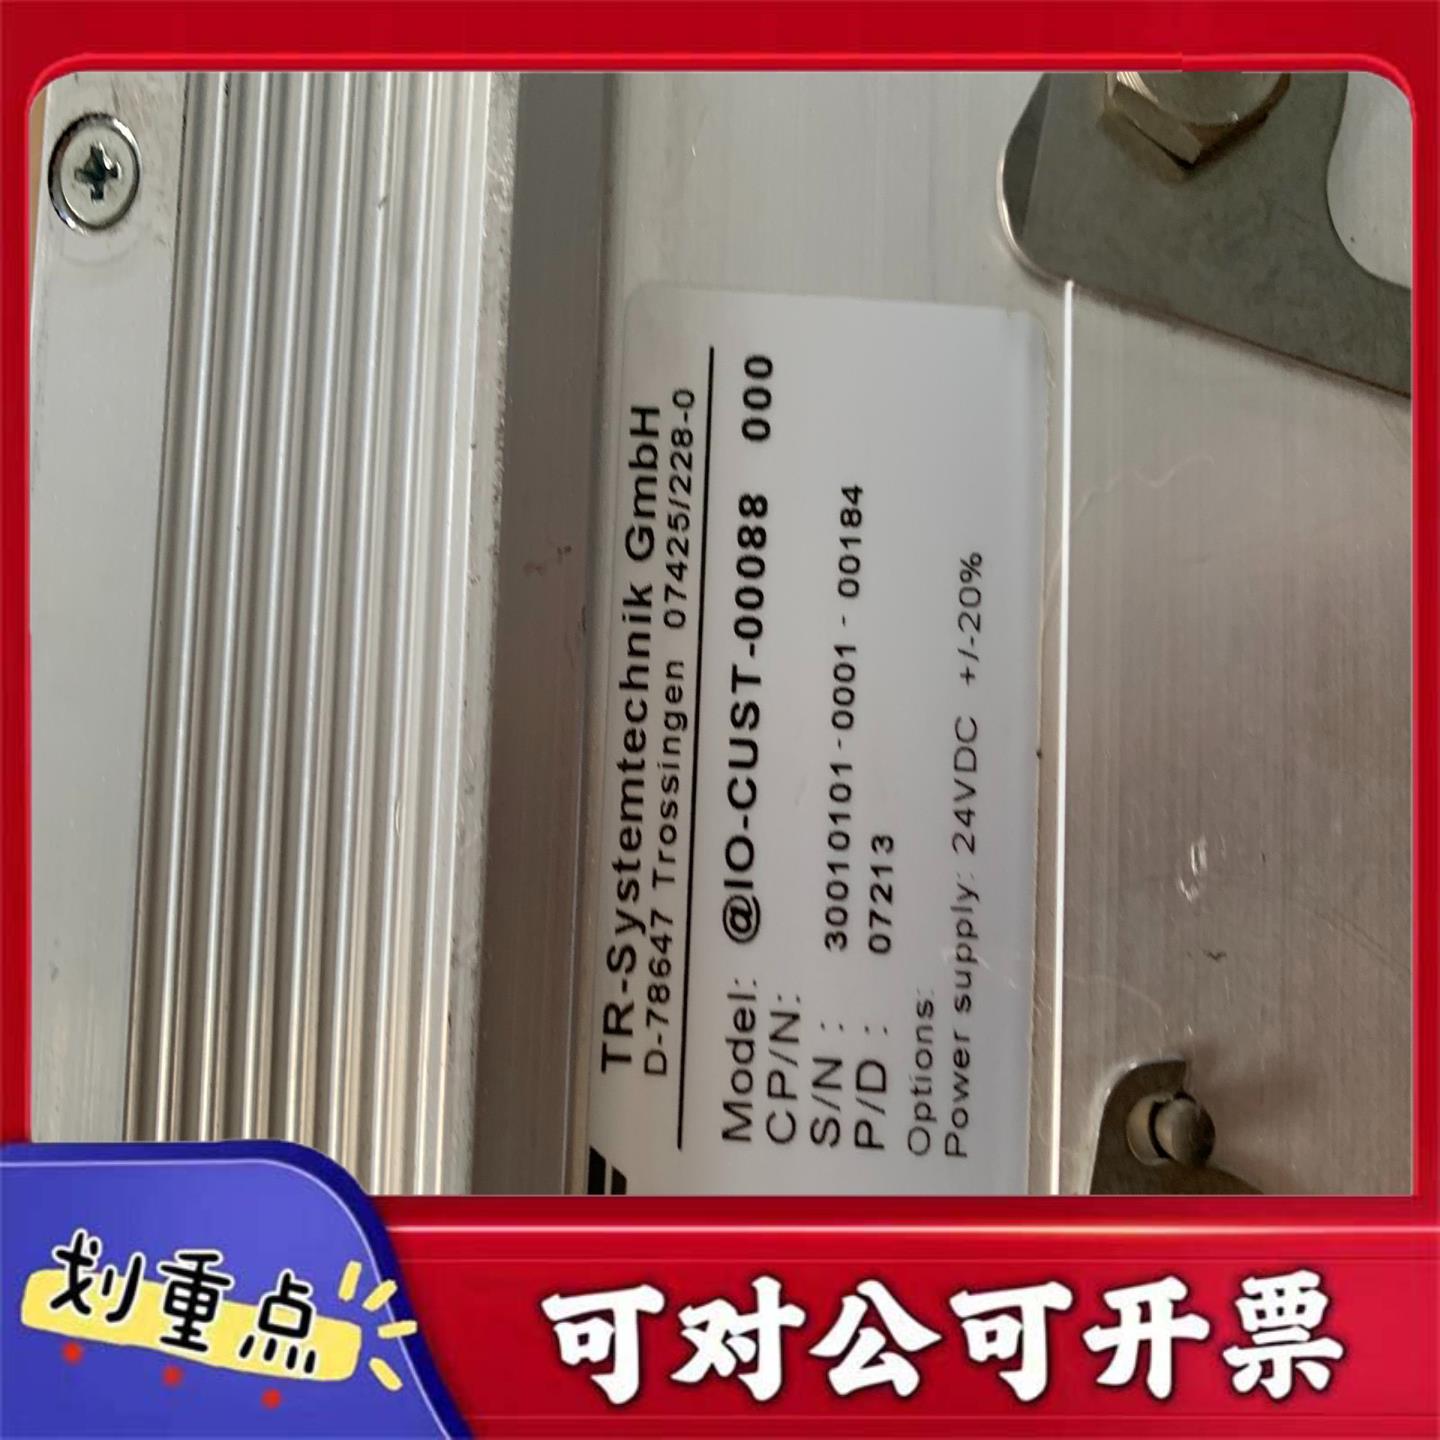 TR-Systemtechnik GmbH
D-78647 Trossingen 07425/228-0
Model: @IO-CUST-00088 000
CP/N:
S/N : 30010101-0001 - 00184
P/D : 07213
Options:
Power supply: 24VDC +/-20%
划重点
可对公可开票